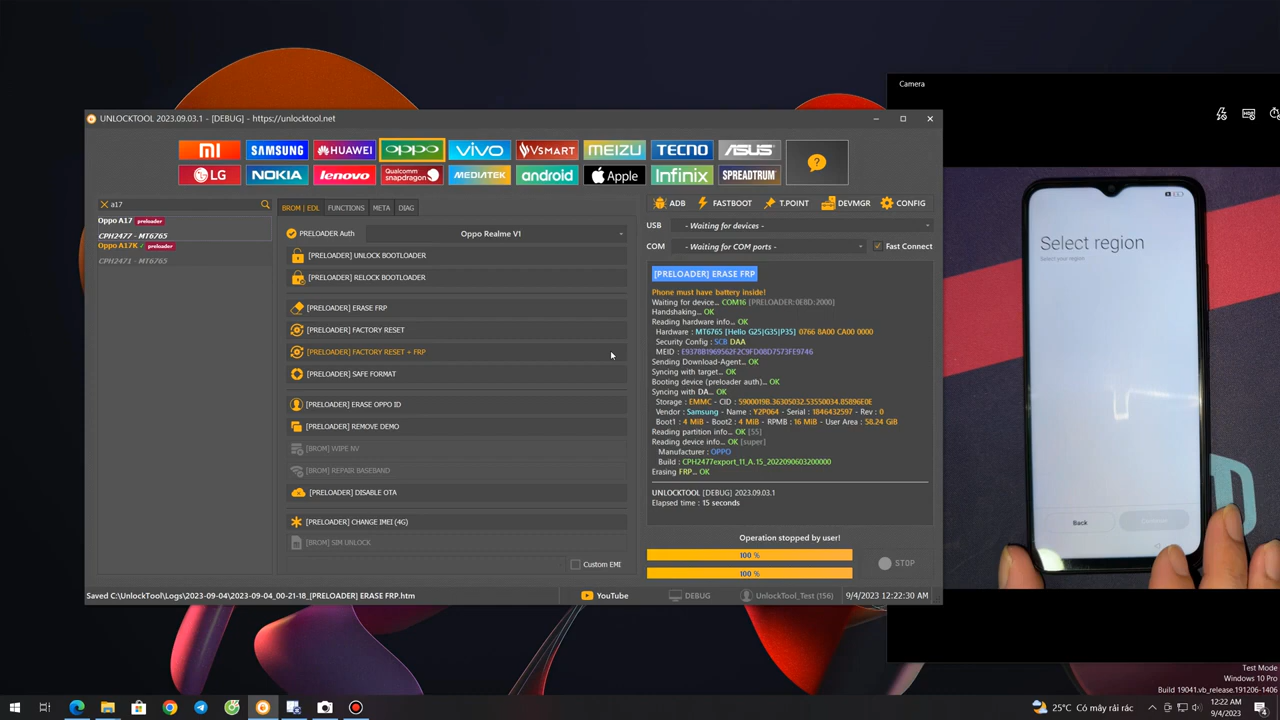 Camera
UNLOCKTOOL 2023.09.03.1 - [DEBUG] - https://unlocktool.net
MI
SAMSUNG
HUAWEI
OPPO
vivo
VSMART
MEIZU
TECNO
ASUS
?
LG
NOKIA
lenovo
Qualcomm snapdragon
MEDIATEK
android
Apple
Infinix
SPREADTRUM
a17
BROM | EDL
FUNCTIONS
META
DIAG
ADB
FASTBOOT
T.POINT
DEVMGR
CONFIG
Oppo A17 preloader
CPH2477 - MT6765
Oppo A17K ✓ preloader
CPH2471 - MT6765
PRELOADER Auth
Oppo Realme V1
[PRELOADER] UNLOCK BOOTLOADER
[PRELOADER] RELOCK BOOTLOADER
[PRELOADER] ERASE FRP
[PRELOADER] FACTORY RESET
[PRELOADER] FACTORY RESET + FRP
[PRELOADER] SAFE FORMAT
[PRELOADER] ERASE OPPO ID
[PRELOADER] REMOVE DEMO
[BROM] WIPE NV
[BROM] REPAIR BASEBAND
[PRELOADER] DISABLE OTA
[PRELOADER] CHANGE IMEI (4G)
[BROM] SIM UNLOCK
Custom EMI
USB - Waiting for devices -
COM - Waiting for COM ports - Fast Connect
[PRELOADER] ERASE FRP
Phone must have battery inside!
Waiting for device... COM16 [PRELOADER:0E8D:2000]
Handshaking... OK
Reading hardware info... OK
Hardware : MT6765 [Helio G25|G35|P35] 0766 8A00 CA00 0000
Security Config : SCB DAA
MEID : E9378B1969562F2C9FD08D7573FE9746
Sending Download-Agent... OK
Syncing with target... OK
Booting device (preloader auth)... OK
Syncing with DA... OK
Storage : EMMC - CID : S900019B.36305032.53550034.85896E0E
Vendor : Samsung - Name : Y2P064 - Serial : 1846432597 - Rev : 0
Boot1 : 4 MiB - Boot2 : 4 MiB - RPMB : 16 MiB - User Area : 58.24 GiB
Reading partition info... OK [55]
Reading device info... OK [super]
Manufacturer : OPPO
Build : CPH2477export_11_A.15_2022090603200000
Erasing FRP... OK
UNLOCKTOOL [DEBUG] 2023.09.03.1
Elapsed time : 15 seconds
Operation stopped by user!
100 %
100 %
STOP
Saved C:\UnlockTool\Logs\2023-09-04\2023-09-04_00-21-18_[PRELOADER] ERASE FRP.htm
YouTube
DEBUG
UnlockTool_Test (156)
9/4/2023 12:22:30 AM
Select region
Select your region
Back
Test Mode
Windows 10 Pro
Build 19041.vb_release.191206-1406
25°C Có mây rải rác
12:22 AM
9/4/2023
4